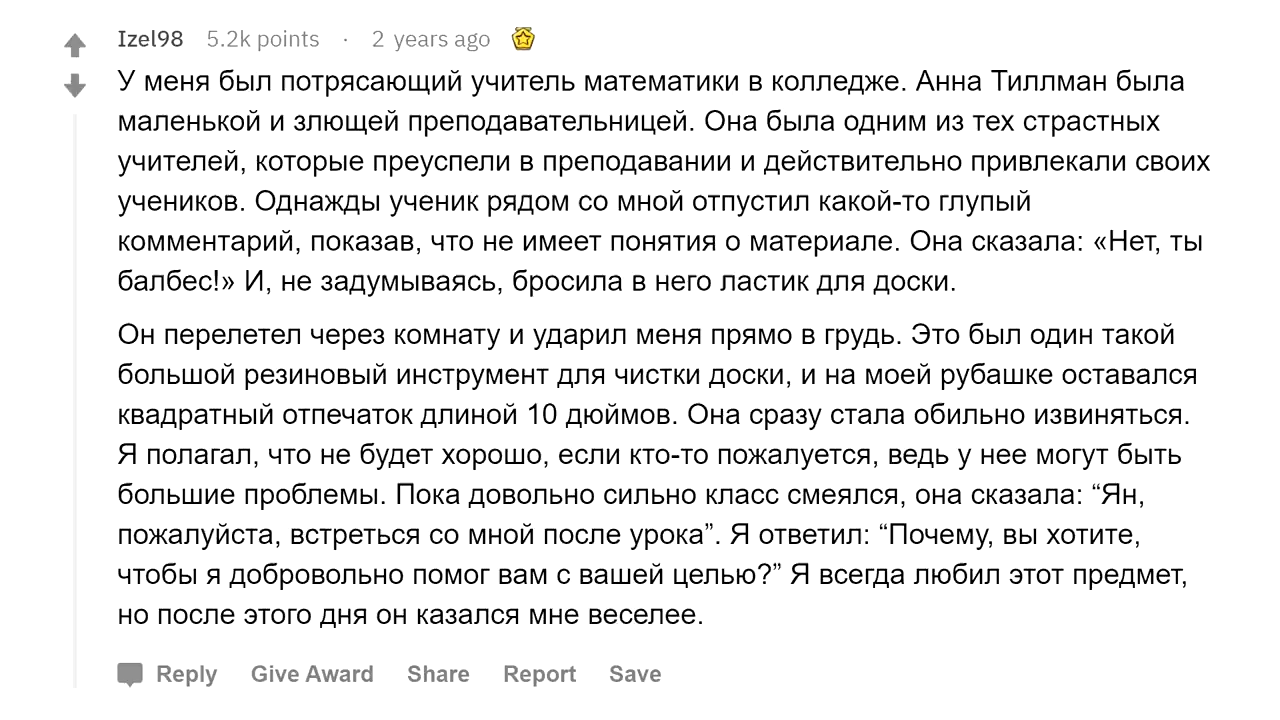 Izel98 5.2k points · 2 years ago
У меня был потрясающий учитель математики в колледже. Анна Тиллман была
маленькой и злющей преподавательницей. Она была одним из тех страстных
учителей, которые преуспели в преподавании и действительно привлекали своих
учеников. Однажды ученик рядом со мной отпустил какой-то глупый
комментарий, показав, что не имеет понятия о материале. Она сказала: «Нет, ты
балбес!» И, не задумываясь, бросила в него ластик для доски.
Он перелетел через комнату и ударил меня прямо в грудь. Это был один такой
большой резиновый инструмент для чистки доски, и на моей рубашке оставался
квадратный отпечаток длиной 10 дюймов. Она сразу стала обильно извиняться.
Я полагал, что не будет хорошо, если кто-то пожалуется, ведь у нее могут быть
большие проблемы. Пока довольно сильно класс смеялся, она сказала: “Ян,
пожалуйста, встреться со мной после урока”. Я ответил: “Почему, вы хотите,
чтобы я добровольно помог вам с вашей целью?” Я всегда любил этот предмет,
но после этого дня он казался мне веселее.
Reply Give Award Share Report Save